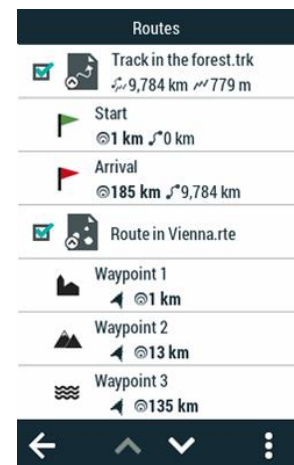 Routes
Track in the forest.trk
9,784 km 779 m
Start
1 km 0 km
Arrival
185 km 9,784 km
Route in Vienna.rte
Waypoint 1
1 km
Waypoint 2
13 km
Waypoint 3
135 km